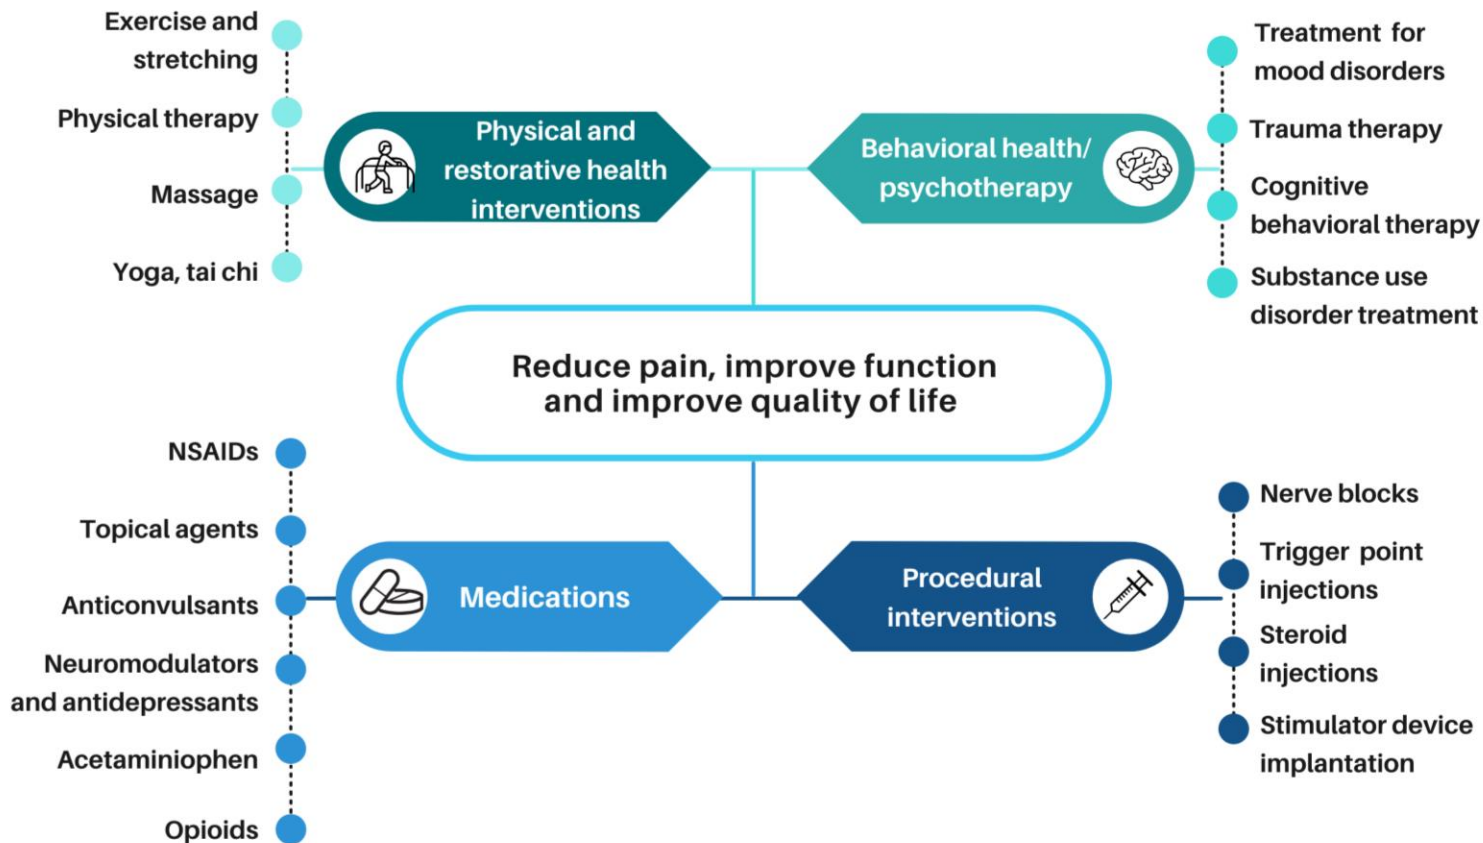 Exercise and
stretching
Physical therapy
Massage
Yoga, tai chi
Physical and
restorative health
interventions
Behavioral health/
psychotherapy
Treatment for
mood disorders
Trauma therapy
Cognitive
behavioral therapy
Substance use
disorder treatment
Reduce pain, improve function
and improve quality of life
NSAIDs
Topical agents
Anticonvulsants
Neuromodulators
and antidepressants
Acetaminiophen
Opioids
Medications
Procedural
interventions
Nerve blocks
Trigger point
injections
Steroid
injections
Stimulator device
implantation